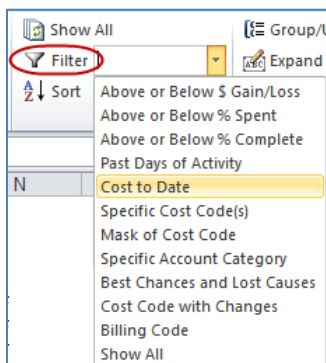 Show All
Group/U
Filter
Expand
Sort
Above or Below $ Gain/Loss
Above or Below % Spent
Above or Below % Complete
Past Days of Activity
N
Cost to Date
Specific Cost Code(s)
Mask of Cost Code
Specific Account Category
Best Chances and Lost Causes
Cost Code with Changes
Billing Code
Show All